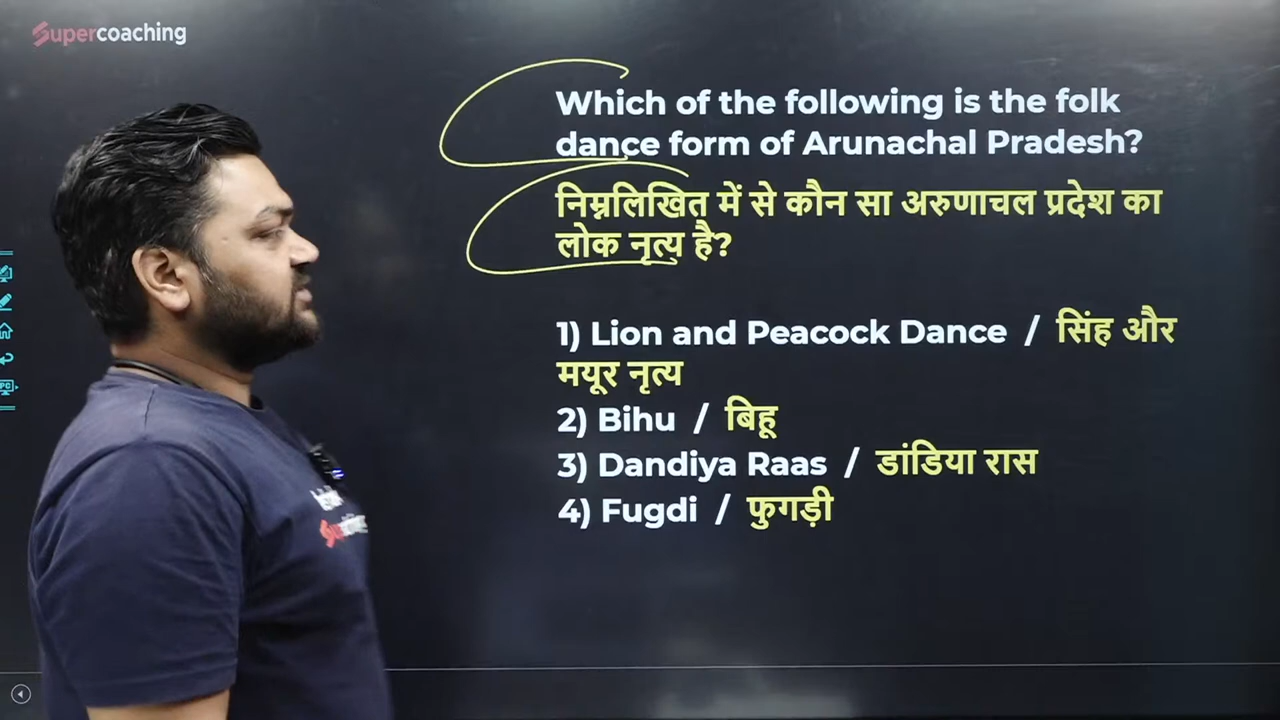 Supercoaching
Which of the following is the folk
dance form of Arunachal Pradesh?
निम्नलिखित में से कौन सा अरुणाचल प्रदेश का
लोक नृत्य है?
1) Lion and Peacock Dance / सिंह और
मयूर नृत्य
2) Bihu / बिहू
3) Dandiya Raas / डांडिया रास
4) Fugdi / फुगड़ी
PC